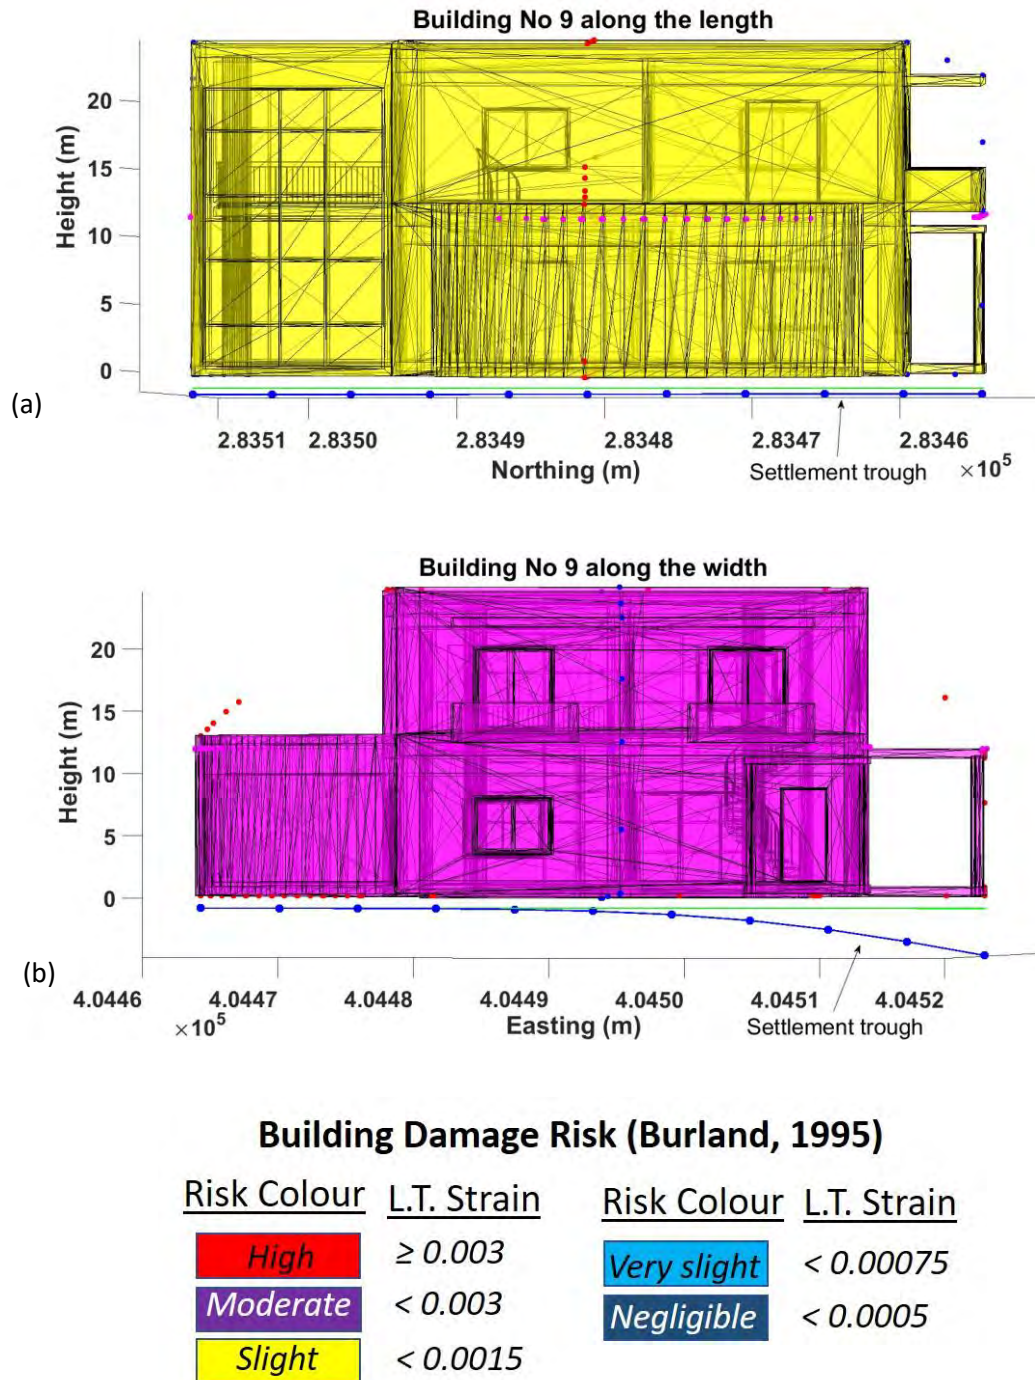 Building No 9 along the length
Height (m)
20
15
10
5
0
(a)
2.8351 2.8350 2.8349 2.8348 2.8347 2.8346
Northing (m)
Settlement trough
×10⁵
Building No 9 along the width
Height (m)
20
15
10
5
0
(b)
4.0446 4.0447 4.0448 4.0449 4.0450 4.0451 4.0452
×10⁵
Easting (m)
Settlement trough
Building Damage Risk (Burland, 1995)
Risk Colour L.T. Strain Risk Colour L.T. Strain
High ≥ 0.003 Very slight < 0.00075
Moderate < 0.003 Negligible < 0.0005
Slight < 0.0015